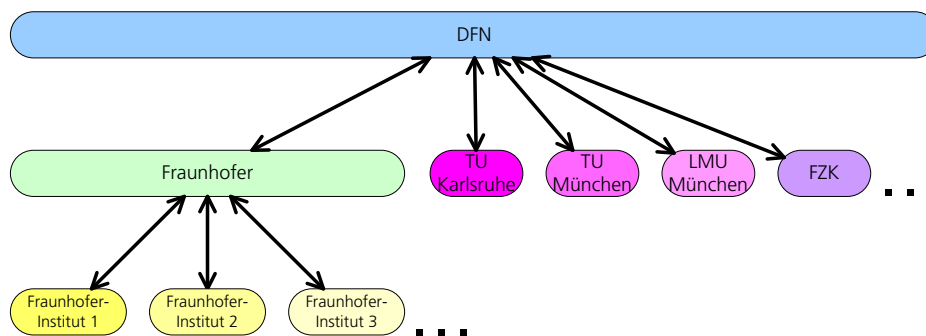 DFN
Fraunhofer
TU
Karlsruhe
TU
München
LMU
München
FZK
Fraunhofer-
Institut 1
Fraunhofer-
Institut 2
Fraunhofer-
Institut 3